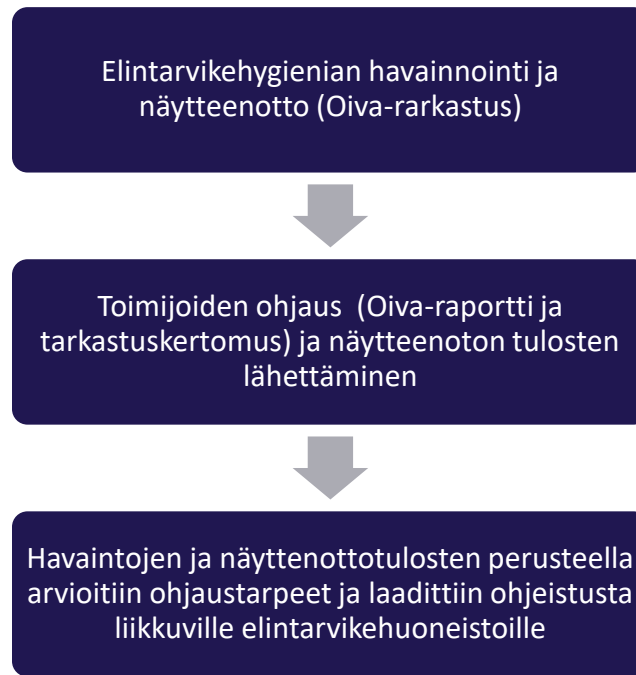 Elintarvikehygienian havainnointi ja
näytteenotto (Oiva-rarkastus)
Toimijoiden ohjaus  (Oiva-raportti ja
tarkastuskertomus) ja näytteenoton tulosten
lähettäminen
Havaintojen ja näyttenottotulosten perusteella
arvioitiin ohjaustarpeet ja laadittiin ohjeistusta
liikkuville elintarvikehuoneistoille